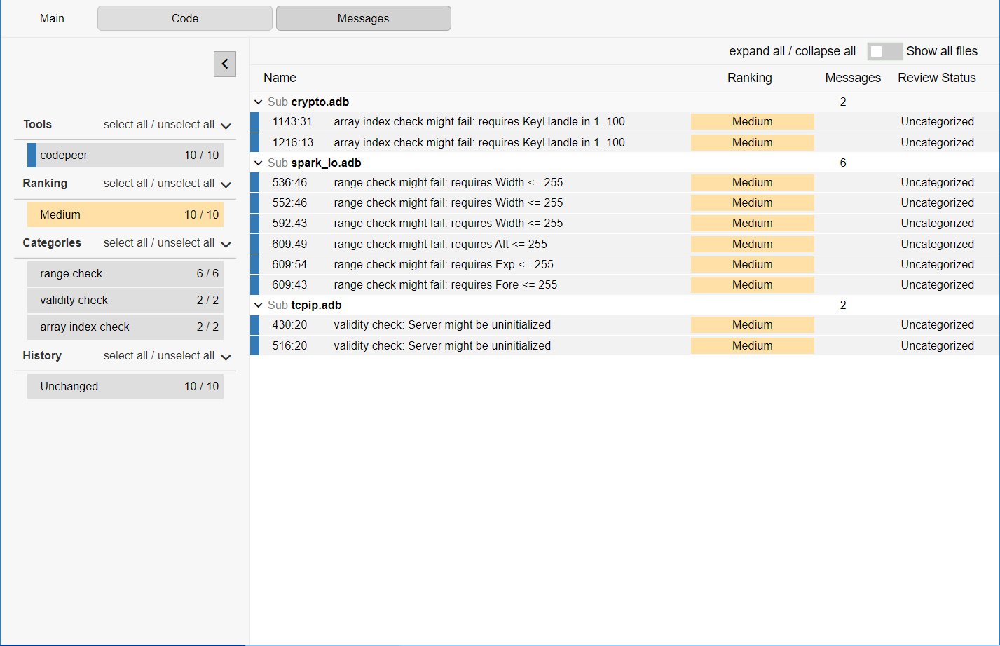 Main Code Messages
expand all / collapse all Show all files
Name Ranking Messages Review Status
Tools select all / unselect all
codepeer 10 / 10
Ranking select all / unselect all
Medium 10 / 10
Categories select all / unselect all
range check 6 / 6
validity check 2 / 2
array index check 2 / 2
History select all / unselect all
Unchanged 10 / 10
Sub crypto.adb 2
1143:31 array index check might fail: requires KeyHandle in 1..100 Medium Uncategorized
1216:13 array index check might fail: requires KeyHandle in 1..100 Medium Uncategorized
Sub spark_io.adb 6
536:46 range check might fail: requires Width <= 255 Medium Uncategorized
552:46 range check might fail: requires Width <= 255 Medium Uncategorized
592:43 range check might fail: requires Width <= 255 Medium Uncategorized
609:49 range check might fail: requires Aft <= 255 Medium Uncategorized
609:54 range check might fail: requires Exp <= 255 Medium Uncategorized
609:43 range check might fail: requires Fore <= 255 Medium Uncategorized
Sub tcpip.adb 2
430:20 validity check: Server might be uninitialized Medium Uncategorized
516:20 validity check: Server might be uninitialized Medium Uncategorized